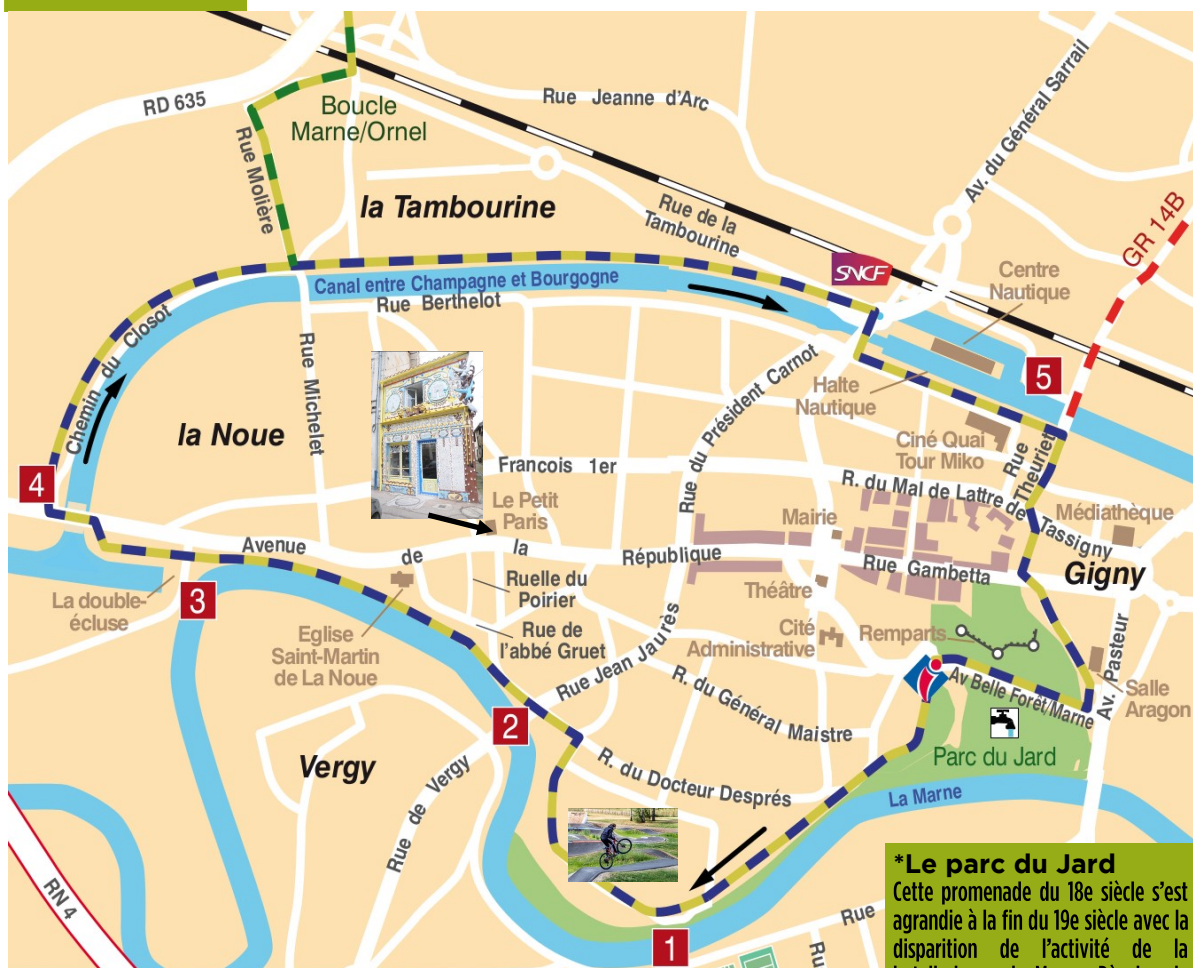 RD 635
Boucle
Marne/Ornel
Rue Jeanne d'Arc
Av. du Général Sarrail
Rue Molière
la Tambourine
Rue de la
Tambourine
GR 14B
SNCF
Centre
Nautique
Canal entre Champagne et Bourgogne
Rue Berthelot
Chemin du Closot
Rue Michelet
Rue du Président Carnot
Halte
Nautique
5
la Noue
Ciné Quai
Tour Miko
Rue
Theuriet
4
Francois 1er
R. du Mal de Lattre de
Tassigny
Le Petit
Paris
Mairie
Médiathèque
Avenue
de
la
République
Rue Gambetta
Gigny
La double-
écluse
3
Ruelle du
Poirier
Théâtre
Eglise
Saint-Martin
de La Noue
Rue de
l'abbé Gruet
Rue Jean Jaurès
Cité
Administrative
Remparts
Av. Pasteur
R. du Général Maistre
Av Belle Forêt/Marne
Salle
Aragon
2
Vergy
Rue de Vergy
R. du Docteur Després
Parc du Jard
La Marne
RN 4
1
Rue
Ru
*Le parc du Jard
Cette promenade du 18e siècle s'est
agrandie à la fin du 19e siècle avec la
disparition de l'activité de la